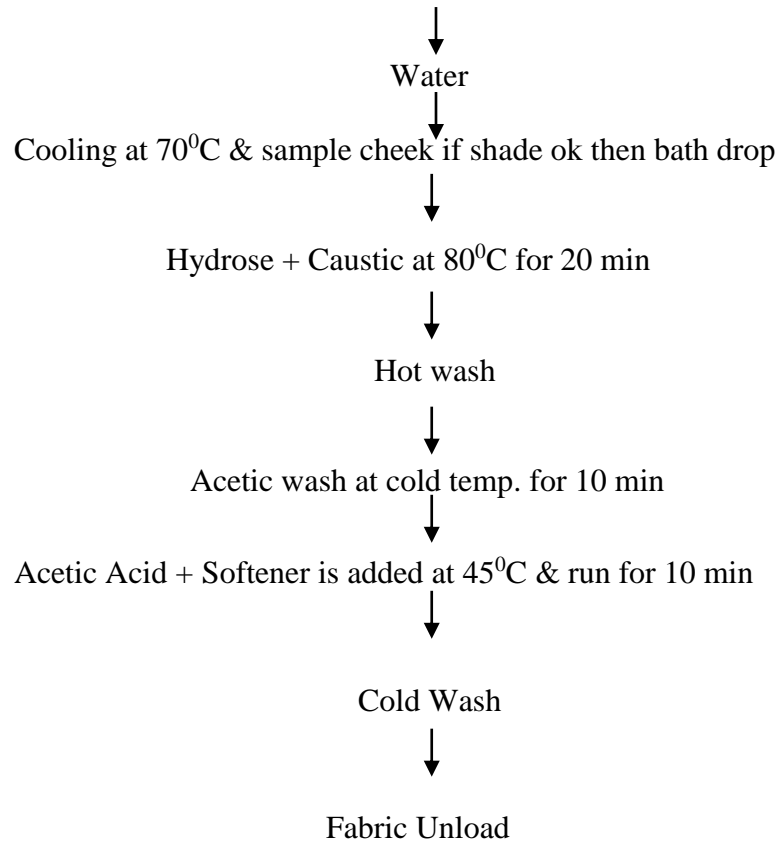 Water
Cooling at 70⁰C & sample cheek if shade ok then bath drop
Hydrose + Caustic at 80⁰C for 20 min
Hot wash
Acetic wash at cold temp. for 10 min
Acetic Acid + Softener is added at 45⁰C & run for 10 min
Cold Wash
Fabric Unload